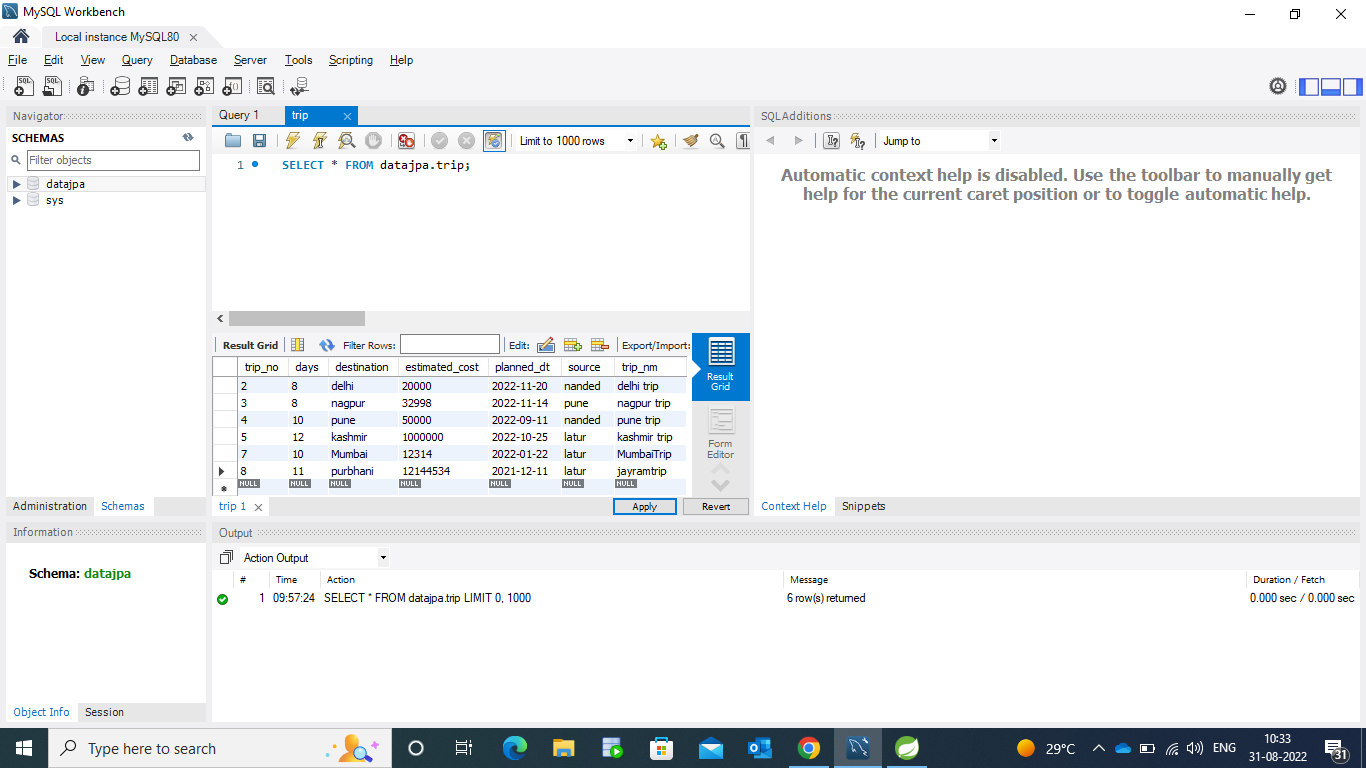 MySQL Workbench
Local instance MySQL80
File Edit View Query Database Server Tools Scripting Help
Navigator
SCHEMAS
Filter objects
datajpa
sys
Administration Schemas
Information
Schema: datajpa
Object Info Session
Query 1 trip
Limit to 1000 rows
1 SELECT * FROM datajpa.trip;
Result Grid Filter Rows: Edit: Export/Import:
trip_no days destination estimated_cost planned_dt source trip_nm
2 8 delhi 20000 2022-11-20 nanded delhi trip
3 8 nagpur 32998 2022-11-14 pune nagpur trip
4 10 pune 50000 2022-09-11 nanded pune trip
5 12 kashmir 1000000 2022-10-25 latur kashmir trip
7 10 Mumbai 12314 2022-01-22 latur MumbaiTrip
8 11 purbhani 12144534 2021-12-11 latur jayramtrip
NULL NULL NULL NULL NULL NULL NULL
Result
Grid
Form
Editor
trip 1 Apply Revert
SQLAdditions
Jump to
Automatic context help is disabled. Use the toolbar to manually get
help for the current caret position or to toggle automatic help.
Context Help Snippets
Output
Action Output
# Time Action Message Duration / Fetch
1 09:57:24 SELECT * FROM datajpa.trip LIMIT 0, 1000 6 row(s) returned 0.000 sec / 0.000 sec
Type here to search
29°C ENG
10:33
31-08-2022
31